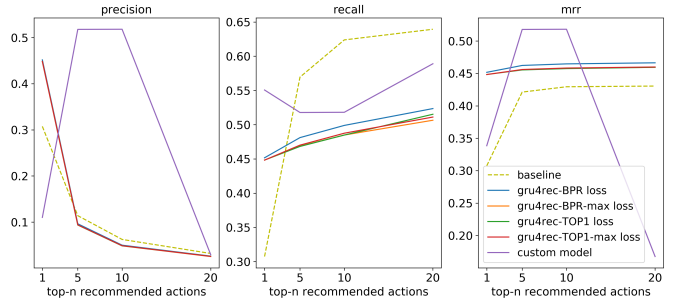 precision
0.5
0.4
0.3
0.2
0.1
1
5
10
20
top-n recommended actions
recall
0.65
0.60
0.55
0.50
0.45
0.40
0.35
0.30
1
5
10
20
top-n recommended actions
mrr
0.50
0.45
0.40
0.35
0.30
0.25
0.20
baseline
gru4rec-BPR loss
gru4rec-BPR-max loss
gru4rec-TOP1 loss
gru4rec-TOP1-max loss
custom model
1
5
10
20
top-n recommended actions